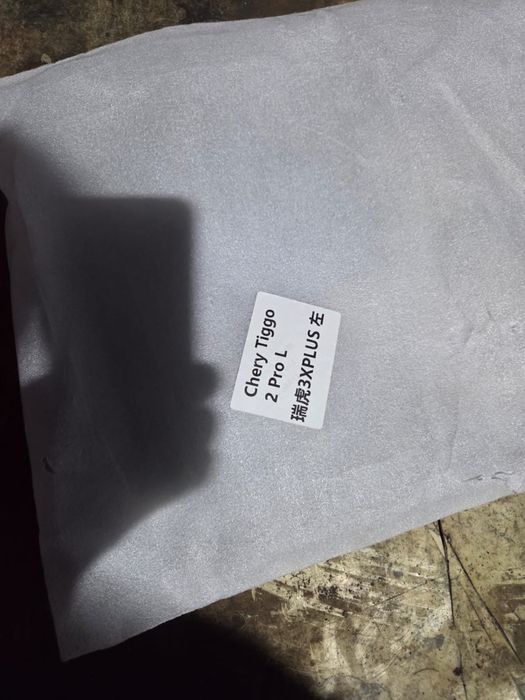 Chery Tiggo
2 Pro L
瑞虎3XPLUS 左